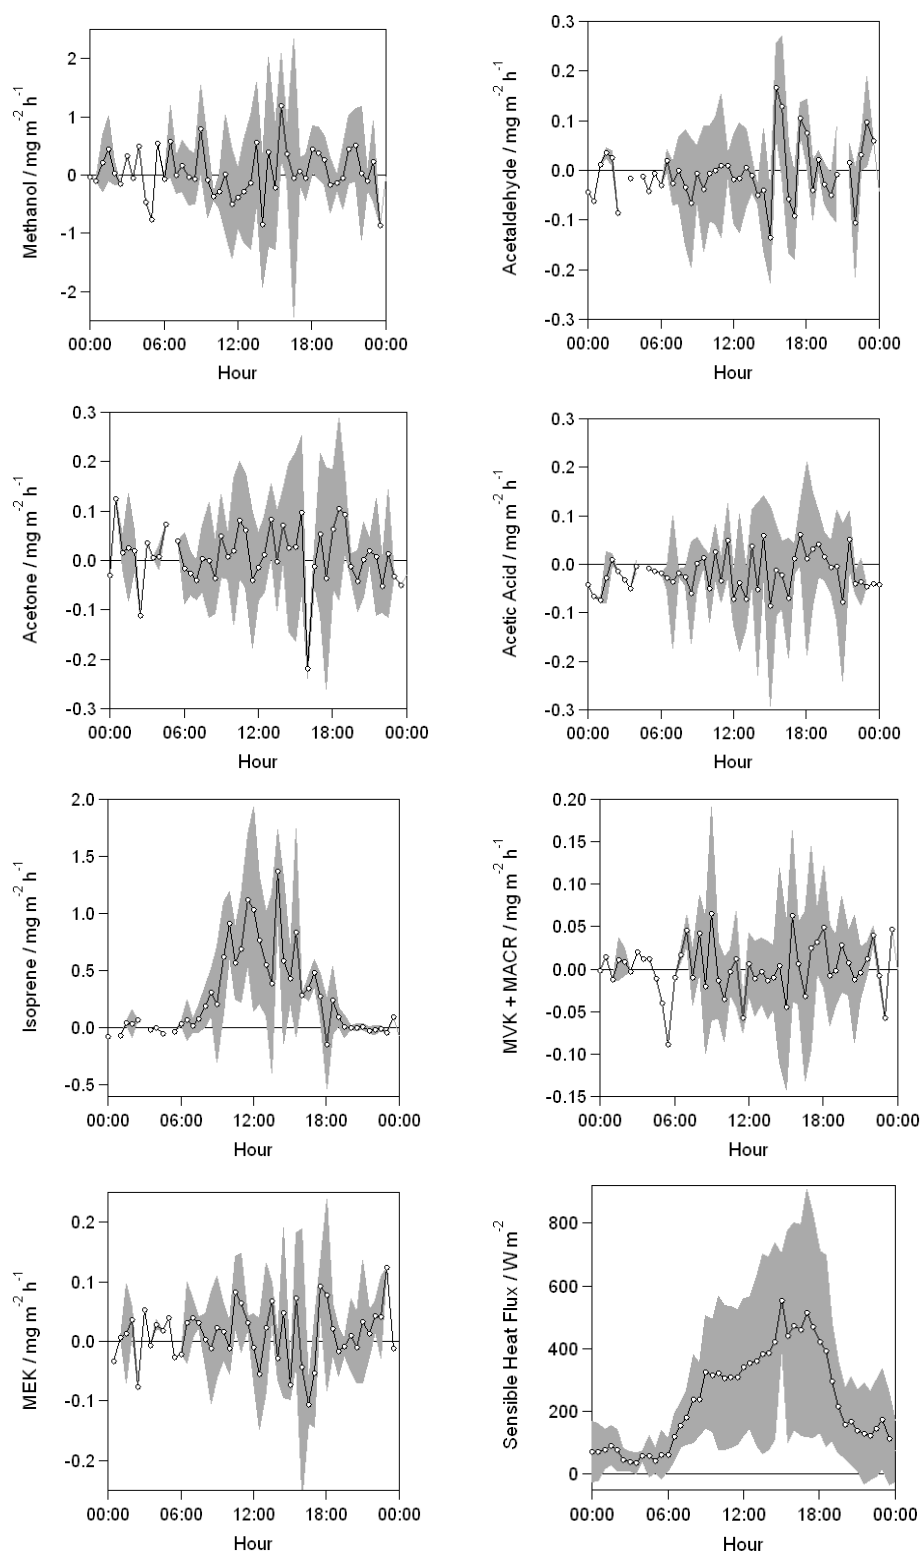 Methanol / mg m⁻² h⁻¹
2
1
0
-1
-2
00:00 06:00 12:00 18:00 00:00
Hour
Acetaldehyde / mg m⁻² h⁻¹
0.3
0.2
0.1
0.0
-0.1
-0.2
-0.3
00:00 06:00 12:00 18:00 00:00
Hour
Acetone / mg m⁻² h⁻¹
0.3
0.2
0.1
0.0
-0.1
-0.2
-0.3
00:00 06:00 12:00 18:00 00:00
Hour
Acetic Acid / mg m⁻² h⁻¹
0.3
0.2
0.1
0.0
-0.1
-0.2
-0.3
00:00 06:00 12:00 18:00 00:00
Hour
Isoprene / mg m⁻² h⁻¹
2.0
1.5
1.0
0.5
0.0
-0.5
00:00 06:00 12:00 18:00 00:00
Hour
MVK + MACR / mg m⁻² h⁻¹
0.20
0.15
0.10
0.05
0.00
-0.05
-0.10
-0.15
00:00 06:00 12:00 18:00 00:00
Hour
MEK / mg m⁻² h⁻¹
0.2
0.1
0.0
-0.1
-0.2
00:00 06:00 12:00 18:00 00:00
Hour
Sensible Heat Flux / W m⁻²
800
600
400
200
0
00:00 06:00 12:00 18:00 00:00
Hour